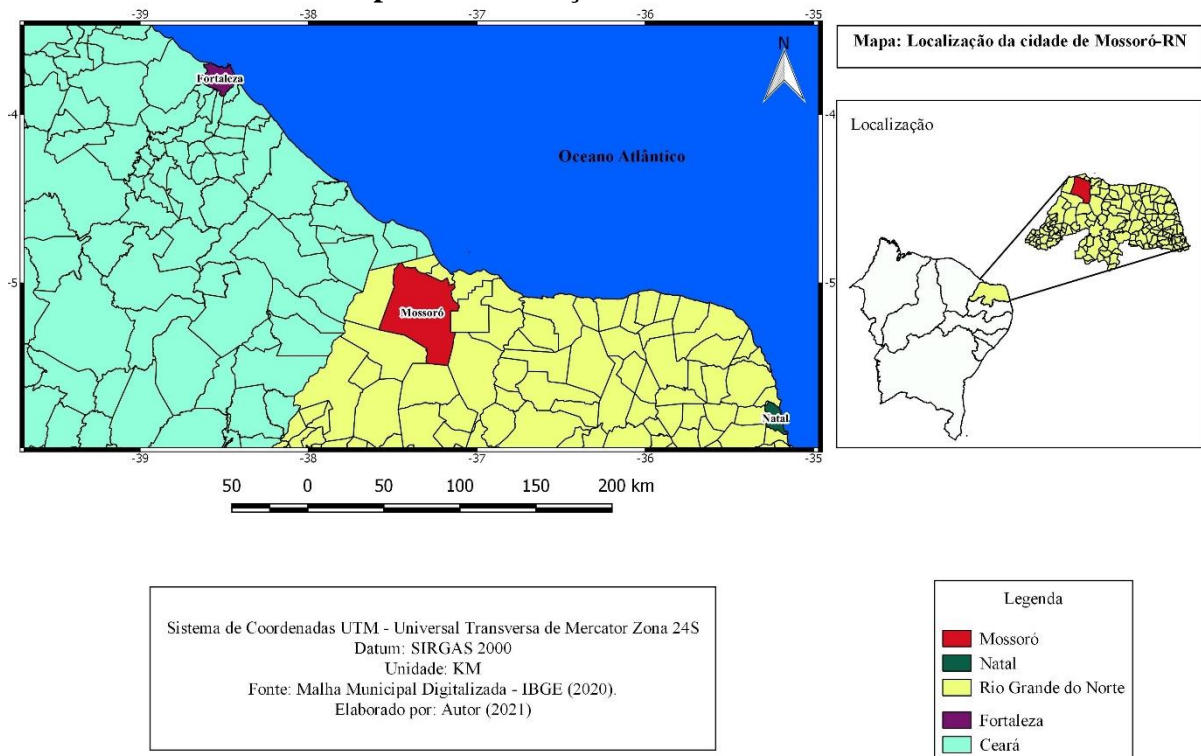 -39
-38
-37
-36
-35
N
Fortaleza
-4
-4
Oceano Atlântico
-5
-5
Mossoró
Natal
-39
-38
-37
-36
-35
50 0 50 100 150 200 km
Mapa: Localização da cidade de Mossoró-RN
Localização
Sistema de Coordenadas UTM - Universal Transversa de Mercator Zona 24S
Datum: SIRGAS 2000
Unidade: KM
Fonte: Malha Municipal Digitalizada - IBGE (2020).
Elaborado por: Autor (2021)
Legenda
Mossoró
Natal
Rio Grande do Norte
Fortaleza
Ceará